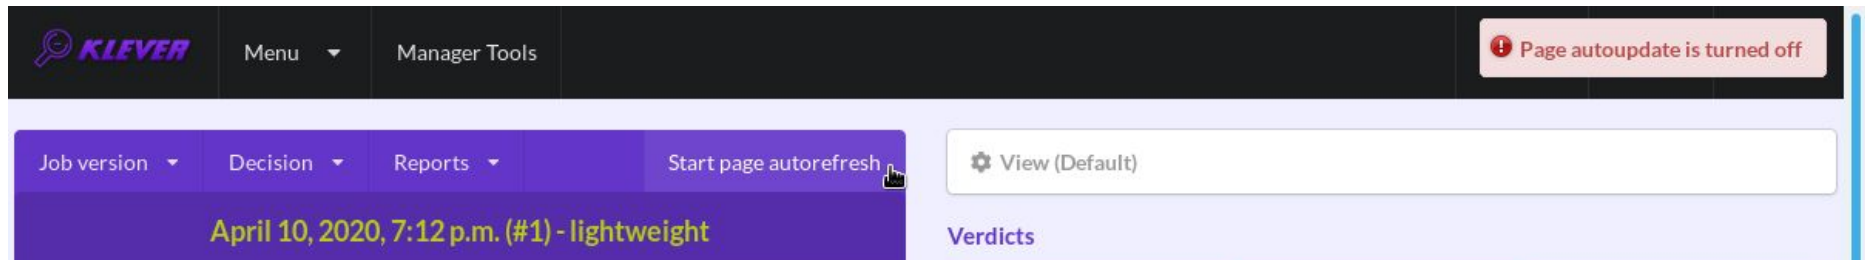 KLEVER
Menu
Manager Tools
Page autoupdate is turned off
Job version
Decision
Reports
Start page autorefresh
View (Default)
April 10, 2020, 7:12 p.m. (#1) - lightweight
Verdicts